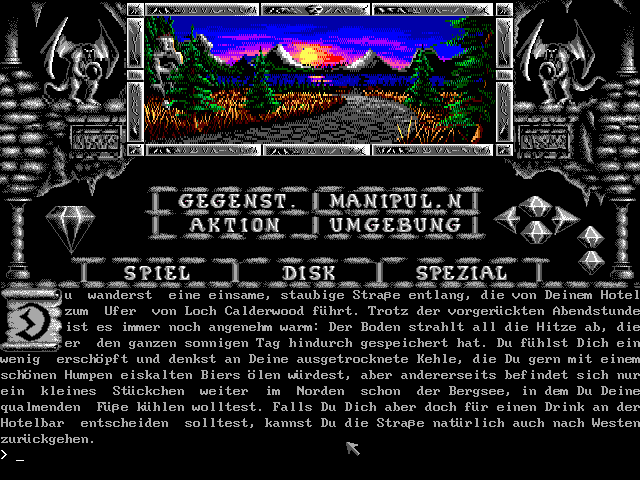 GEGENST. MANIPUL.N
AKTION UMGEBUNG
SPIEL DISK SPEZIAL
Du wanderst eine einsame, staubige Straße entlang, die von Deinem Hotel
zum Ufer von Loch Calderwood führt. Trotz der vorgerückten Abendstunde
ist es immer noch angenehm warm: Der Boden strahlt all die Hitze ab, die
er den ganzen sonnigen Tag hindurch gespeichert hat. Du fühlst Dich ein
wenig erschöpft und denkst an Deine ausgetrocknete Kehle, die Du gern mit einem
schönen Humpen eiskalten Biers ölen würdest, aber andererseits befindet sich nur
ein kleines Stückchen weiter im Norden schon der Bergsee, in dem Du Deine
qualmenden Füße kühlen wolltest. Falls Du Dich aber doch für einen Drink an der
Hotelbar entscheiden solltest, kannst Du die Straße natürlich auch nach Westen
zurückgehen.
> _